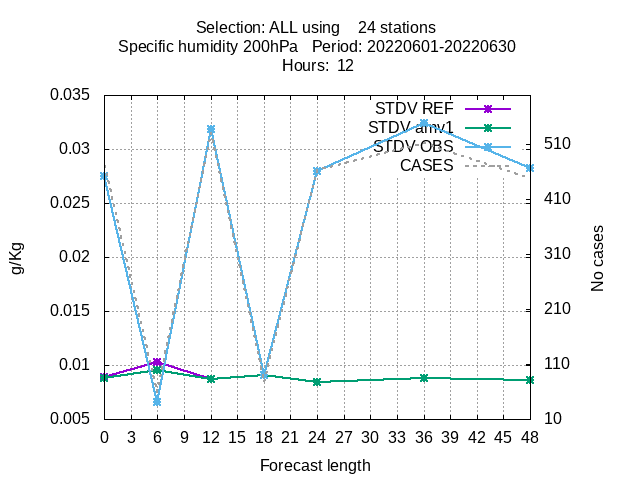 Selection: ALL using    24 stations
Specific humidity 200hPa   Period: 20220601-20220630
Hours:  12
0.035
0.03
0.025
0.02
0.015
0.01
0.005
g/Kg
STDV REF
STDV amv1
STDV OBS
CASES
510
410
310
210
110
10
No cases
0 3 6 9 12 15 18 21 24 27 30 33 36 39 42 45 48
Forecast length